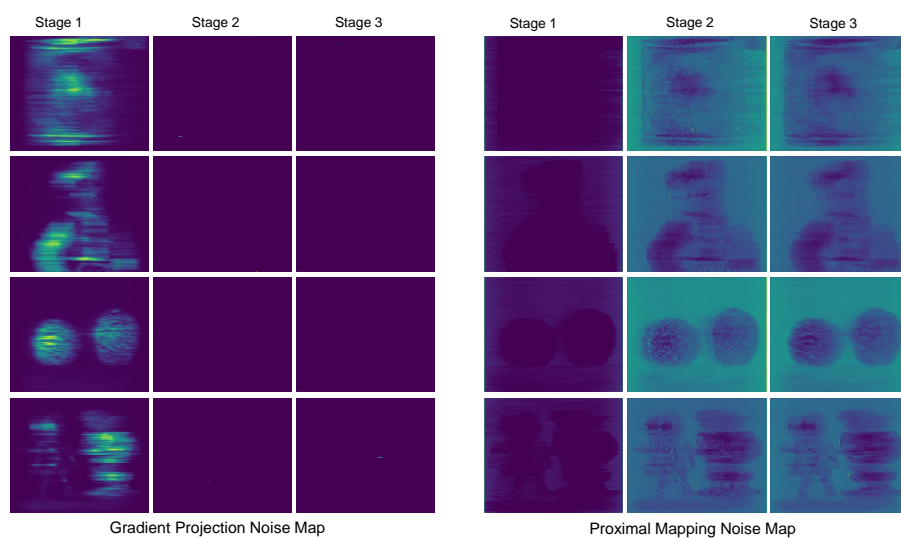 Stage 1 Stage 2 Stage 3 Stage 1 Stage 2 Stage 3
Gradient Projection Noise Map Proximal Mapping Noise Map